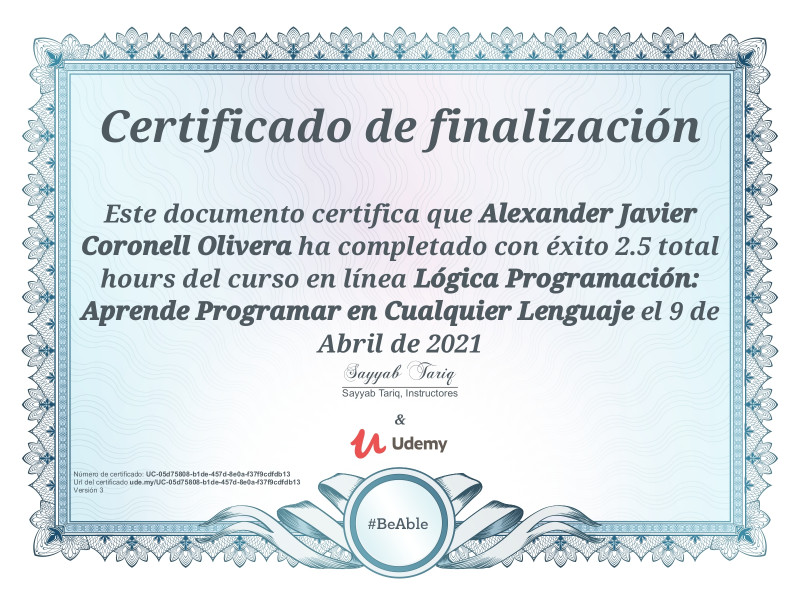 Certificado de finalización
Este documento certifica que Alexander Javier
Coronell Olivera ha completado con éxito 2.5 total
hours del curso en línea Lógica Programación:
Aprende Programar en Cualquier Lenguaje el 9 de
Abril de 2021
Sayyab Tariq
Sayyab Tariq, Instructores
&
Udemy
Número de certificado: UC-05d75808-b1de-457d-8e0a-f37f9cdfdb13
Url del certificado ude.my/UC-05d75808-b1de-457d-8e0a-f37f9cdfdb13
Versión 3
#BeAble